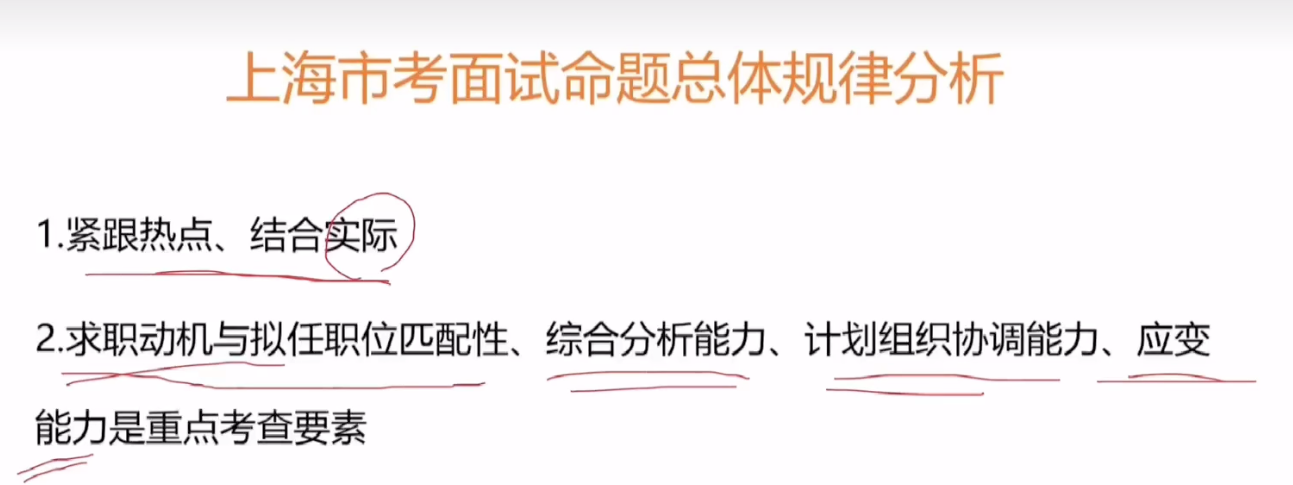 上海市考面试命题总体规律分析
1.紧跟热点、结合实际
2.求职动机与拟任职位匹配性、综合分析能力、计划组织协调能力、应变
能力是重点考查要素